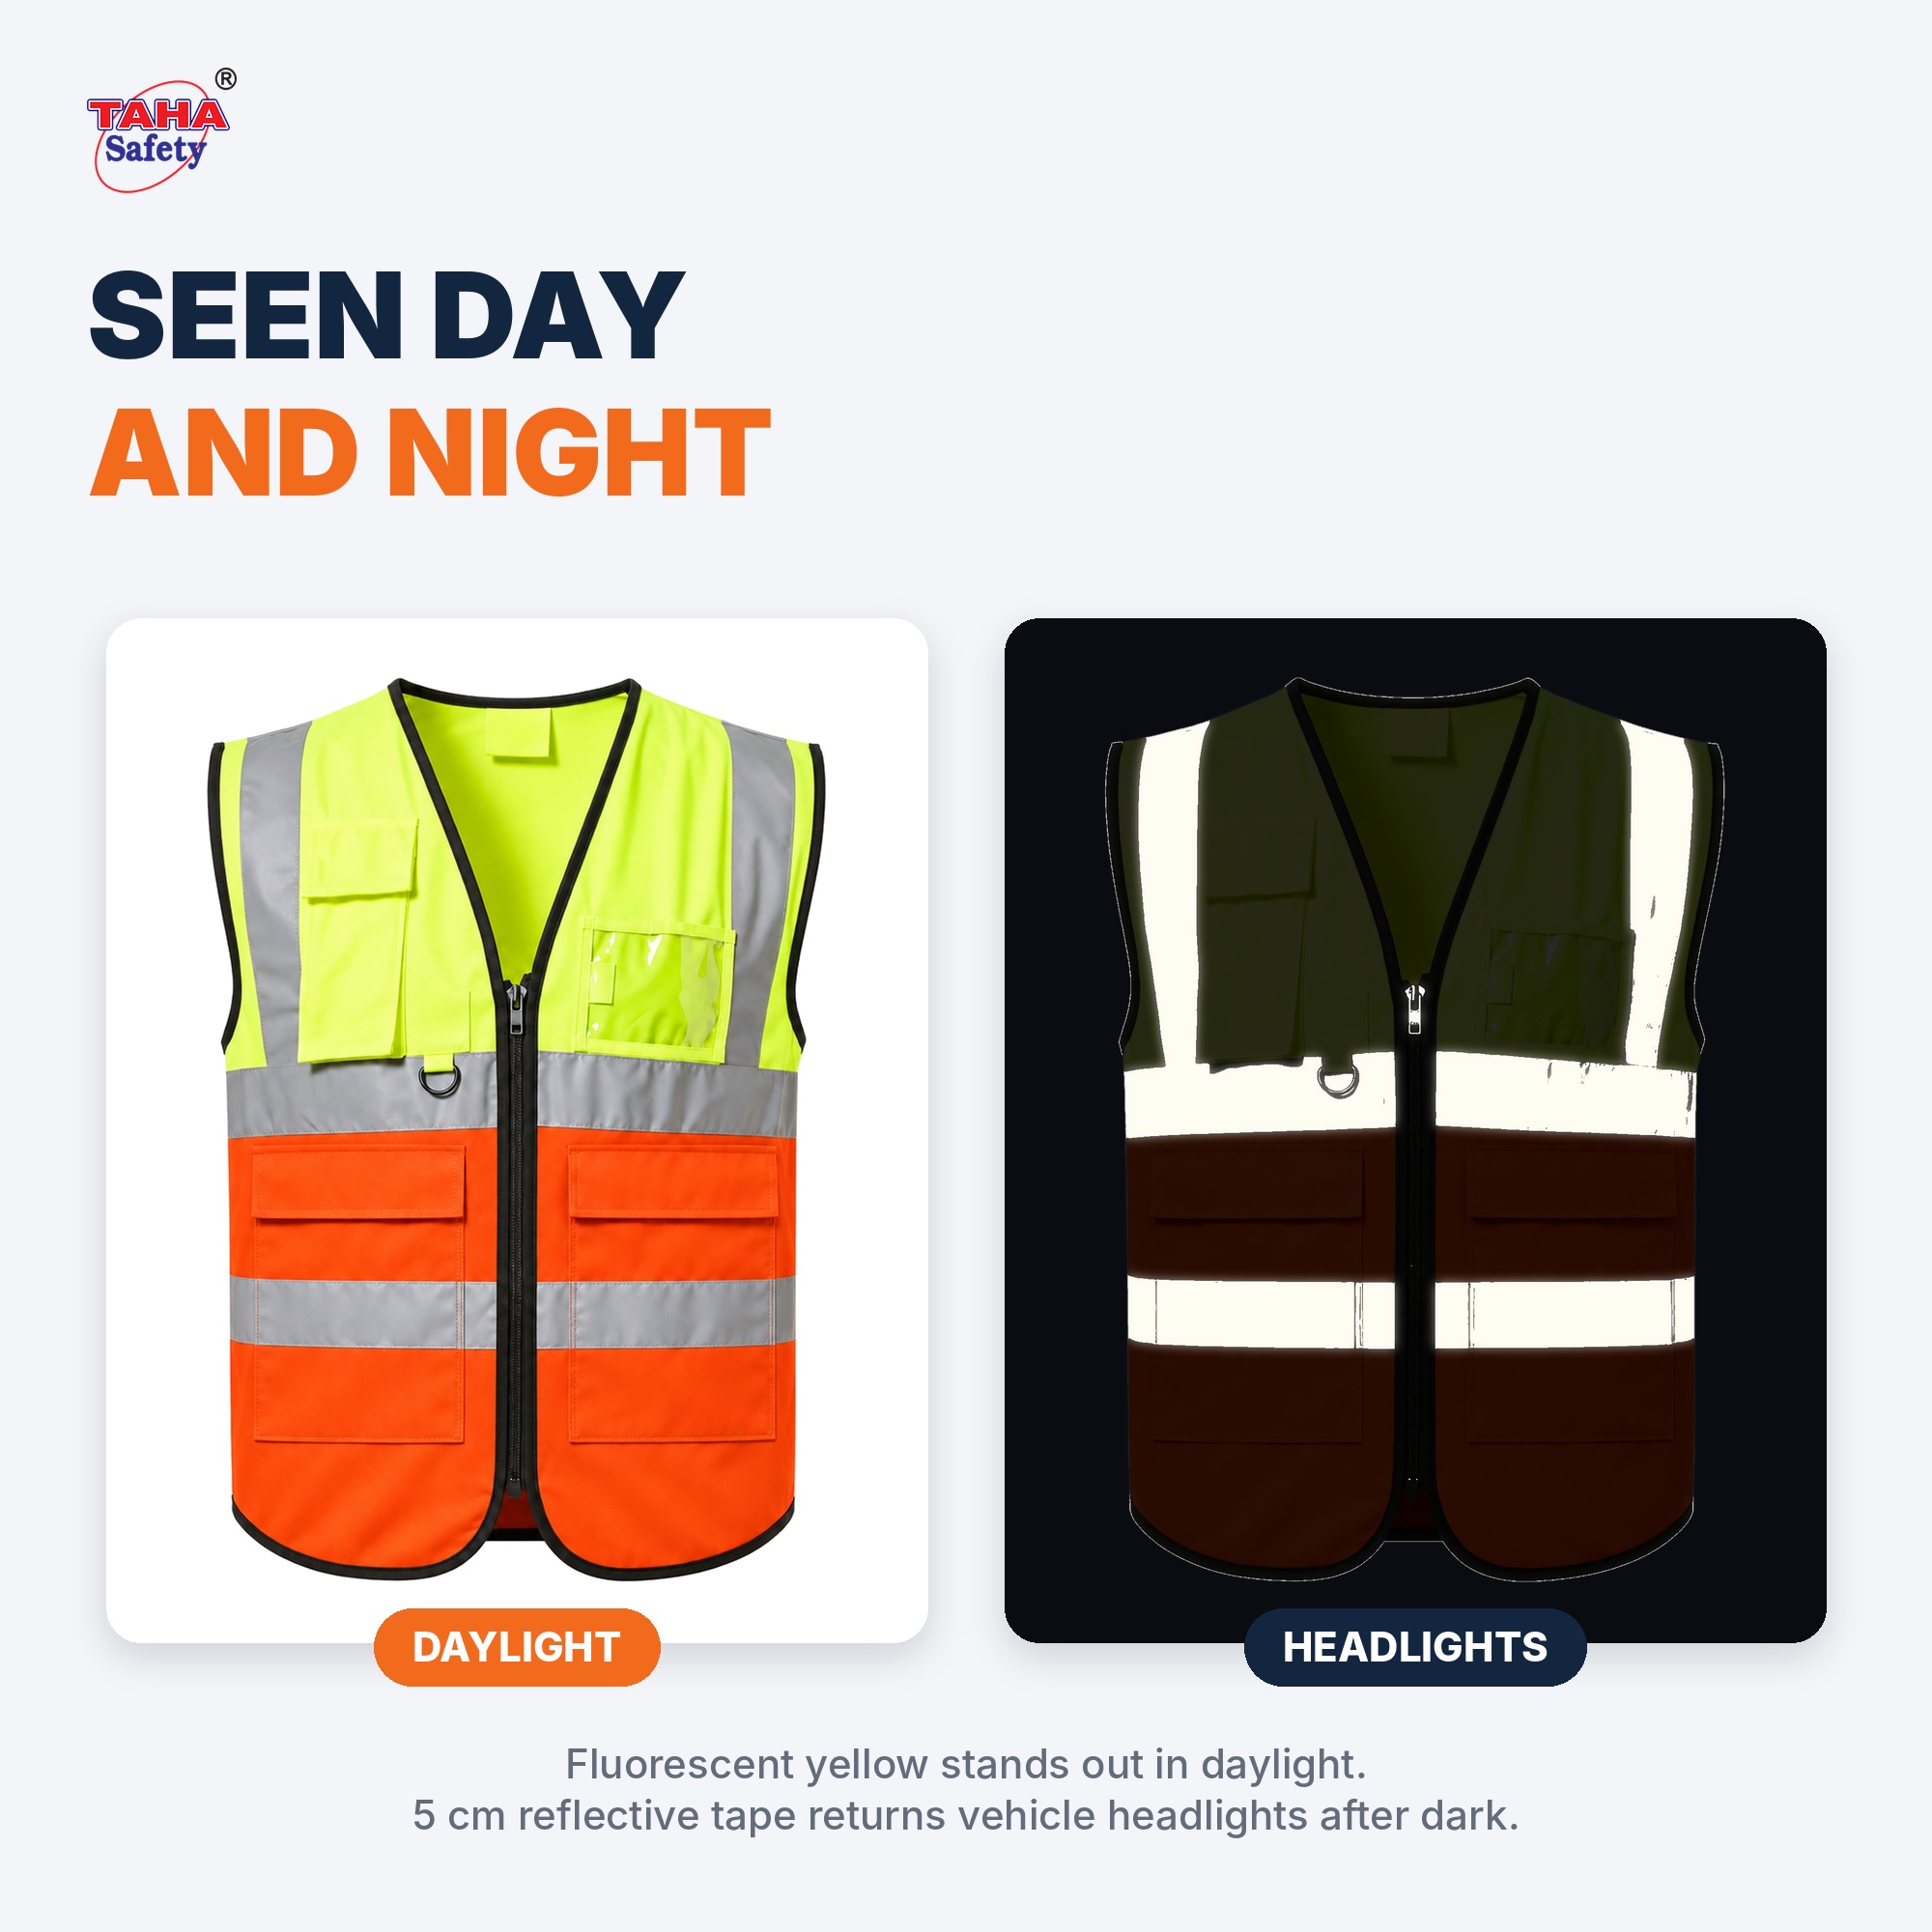 TAHA ®
Safety
SEEN DAY
AND NIGHT
DAYLIGHT
HEADLIGHTS
Fluorescent yellow stands out in daylight.
5 cm reflective tape returns vehicle headlights after dark.